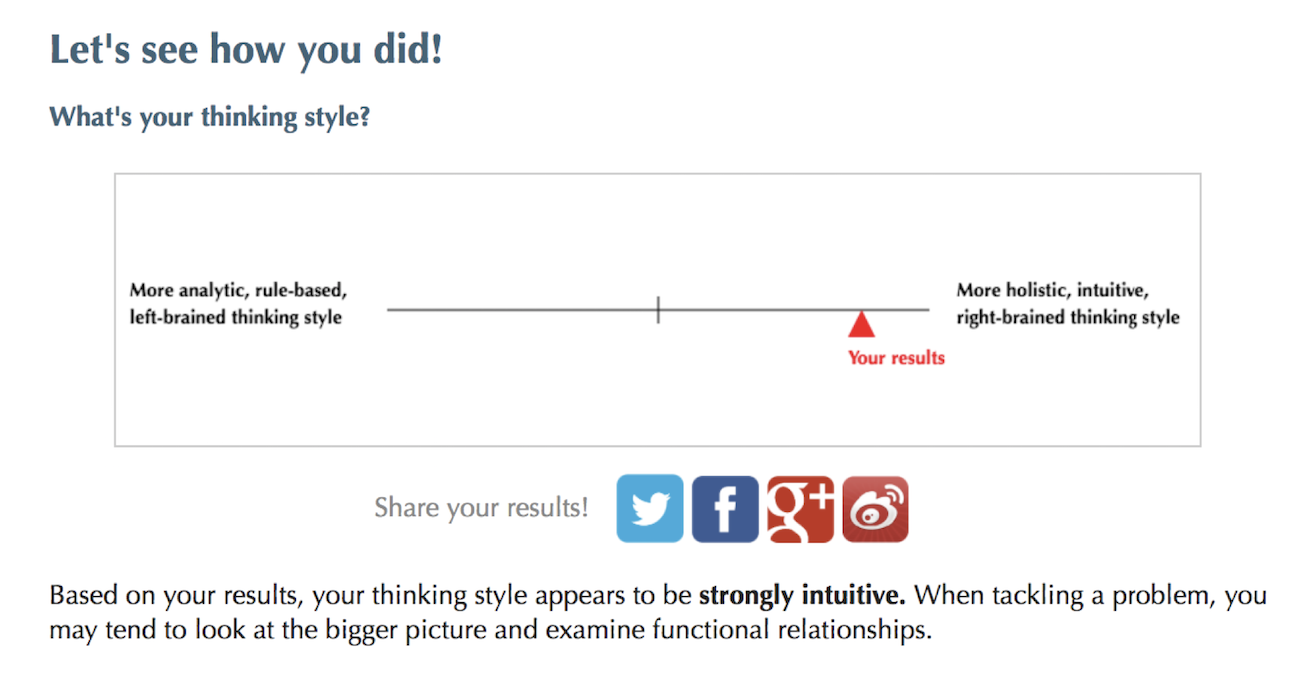 Let's see how you did!
What's your thinking style?
More analytic, rule-based,
left-brained thinking style
More holistic, intuitive,
right-brained thinking style
Your results
Share your results!
g+
Based on your results, your thinking style appears to be strongly intuitive. When tackling a problem, you
may tend to look at the bigger picture and examine functional relationships.